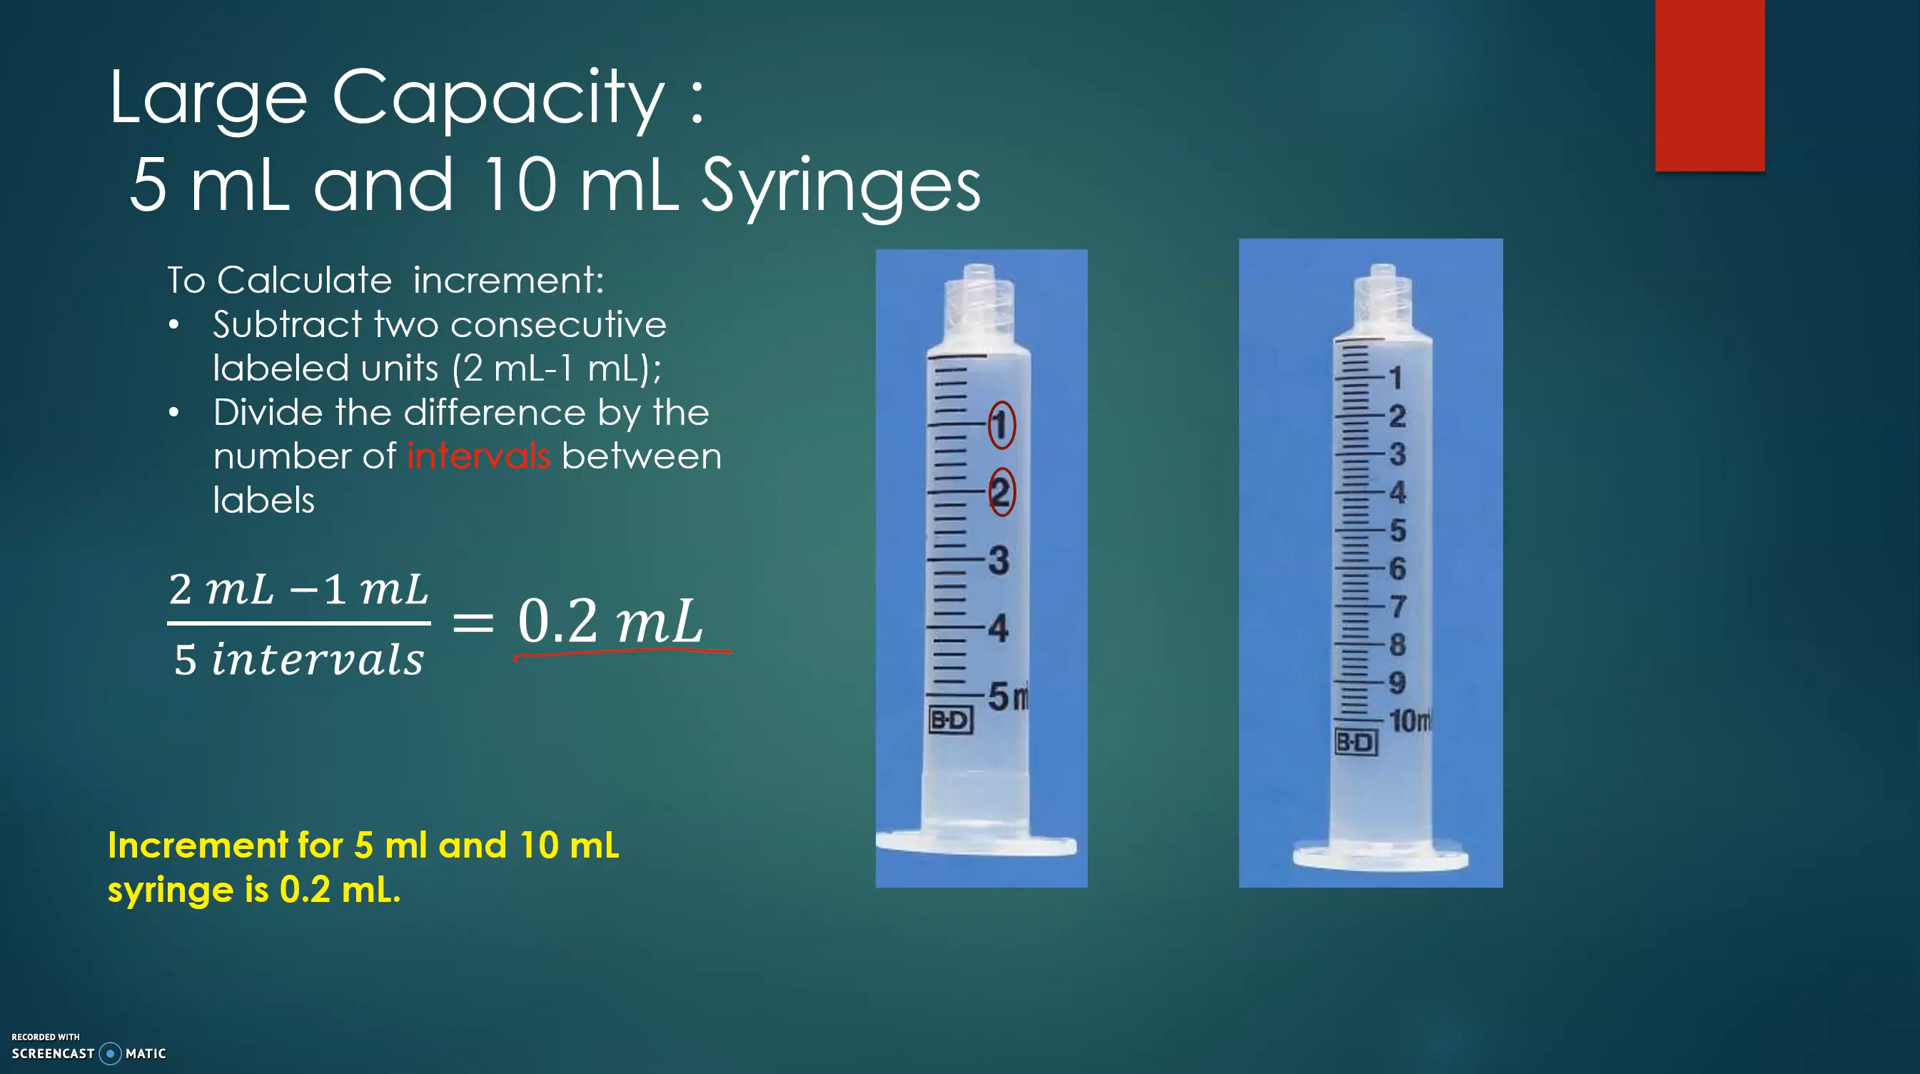 Large Capacity :
5 mL and 10 mL Syringes
To Calculate increment:
• Subtract two consecutive
labeled units (2 mL-1 mL);
• Divide the difference by the
number of intervals between
labels
2 mL −1 mL
5 intervals
= 0.2 mL
Increment for 5 ml and 10 mL
syringe is 0.2 mL.
1
2
3
4
5m
B-D
1
2
3
4
5
6
7
8
9
10ml
B-D
RECORDED WITH
SCREENCAST MATIC